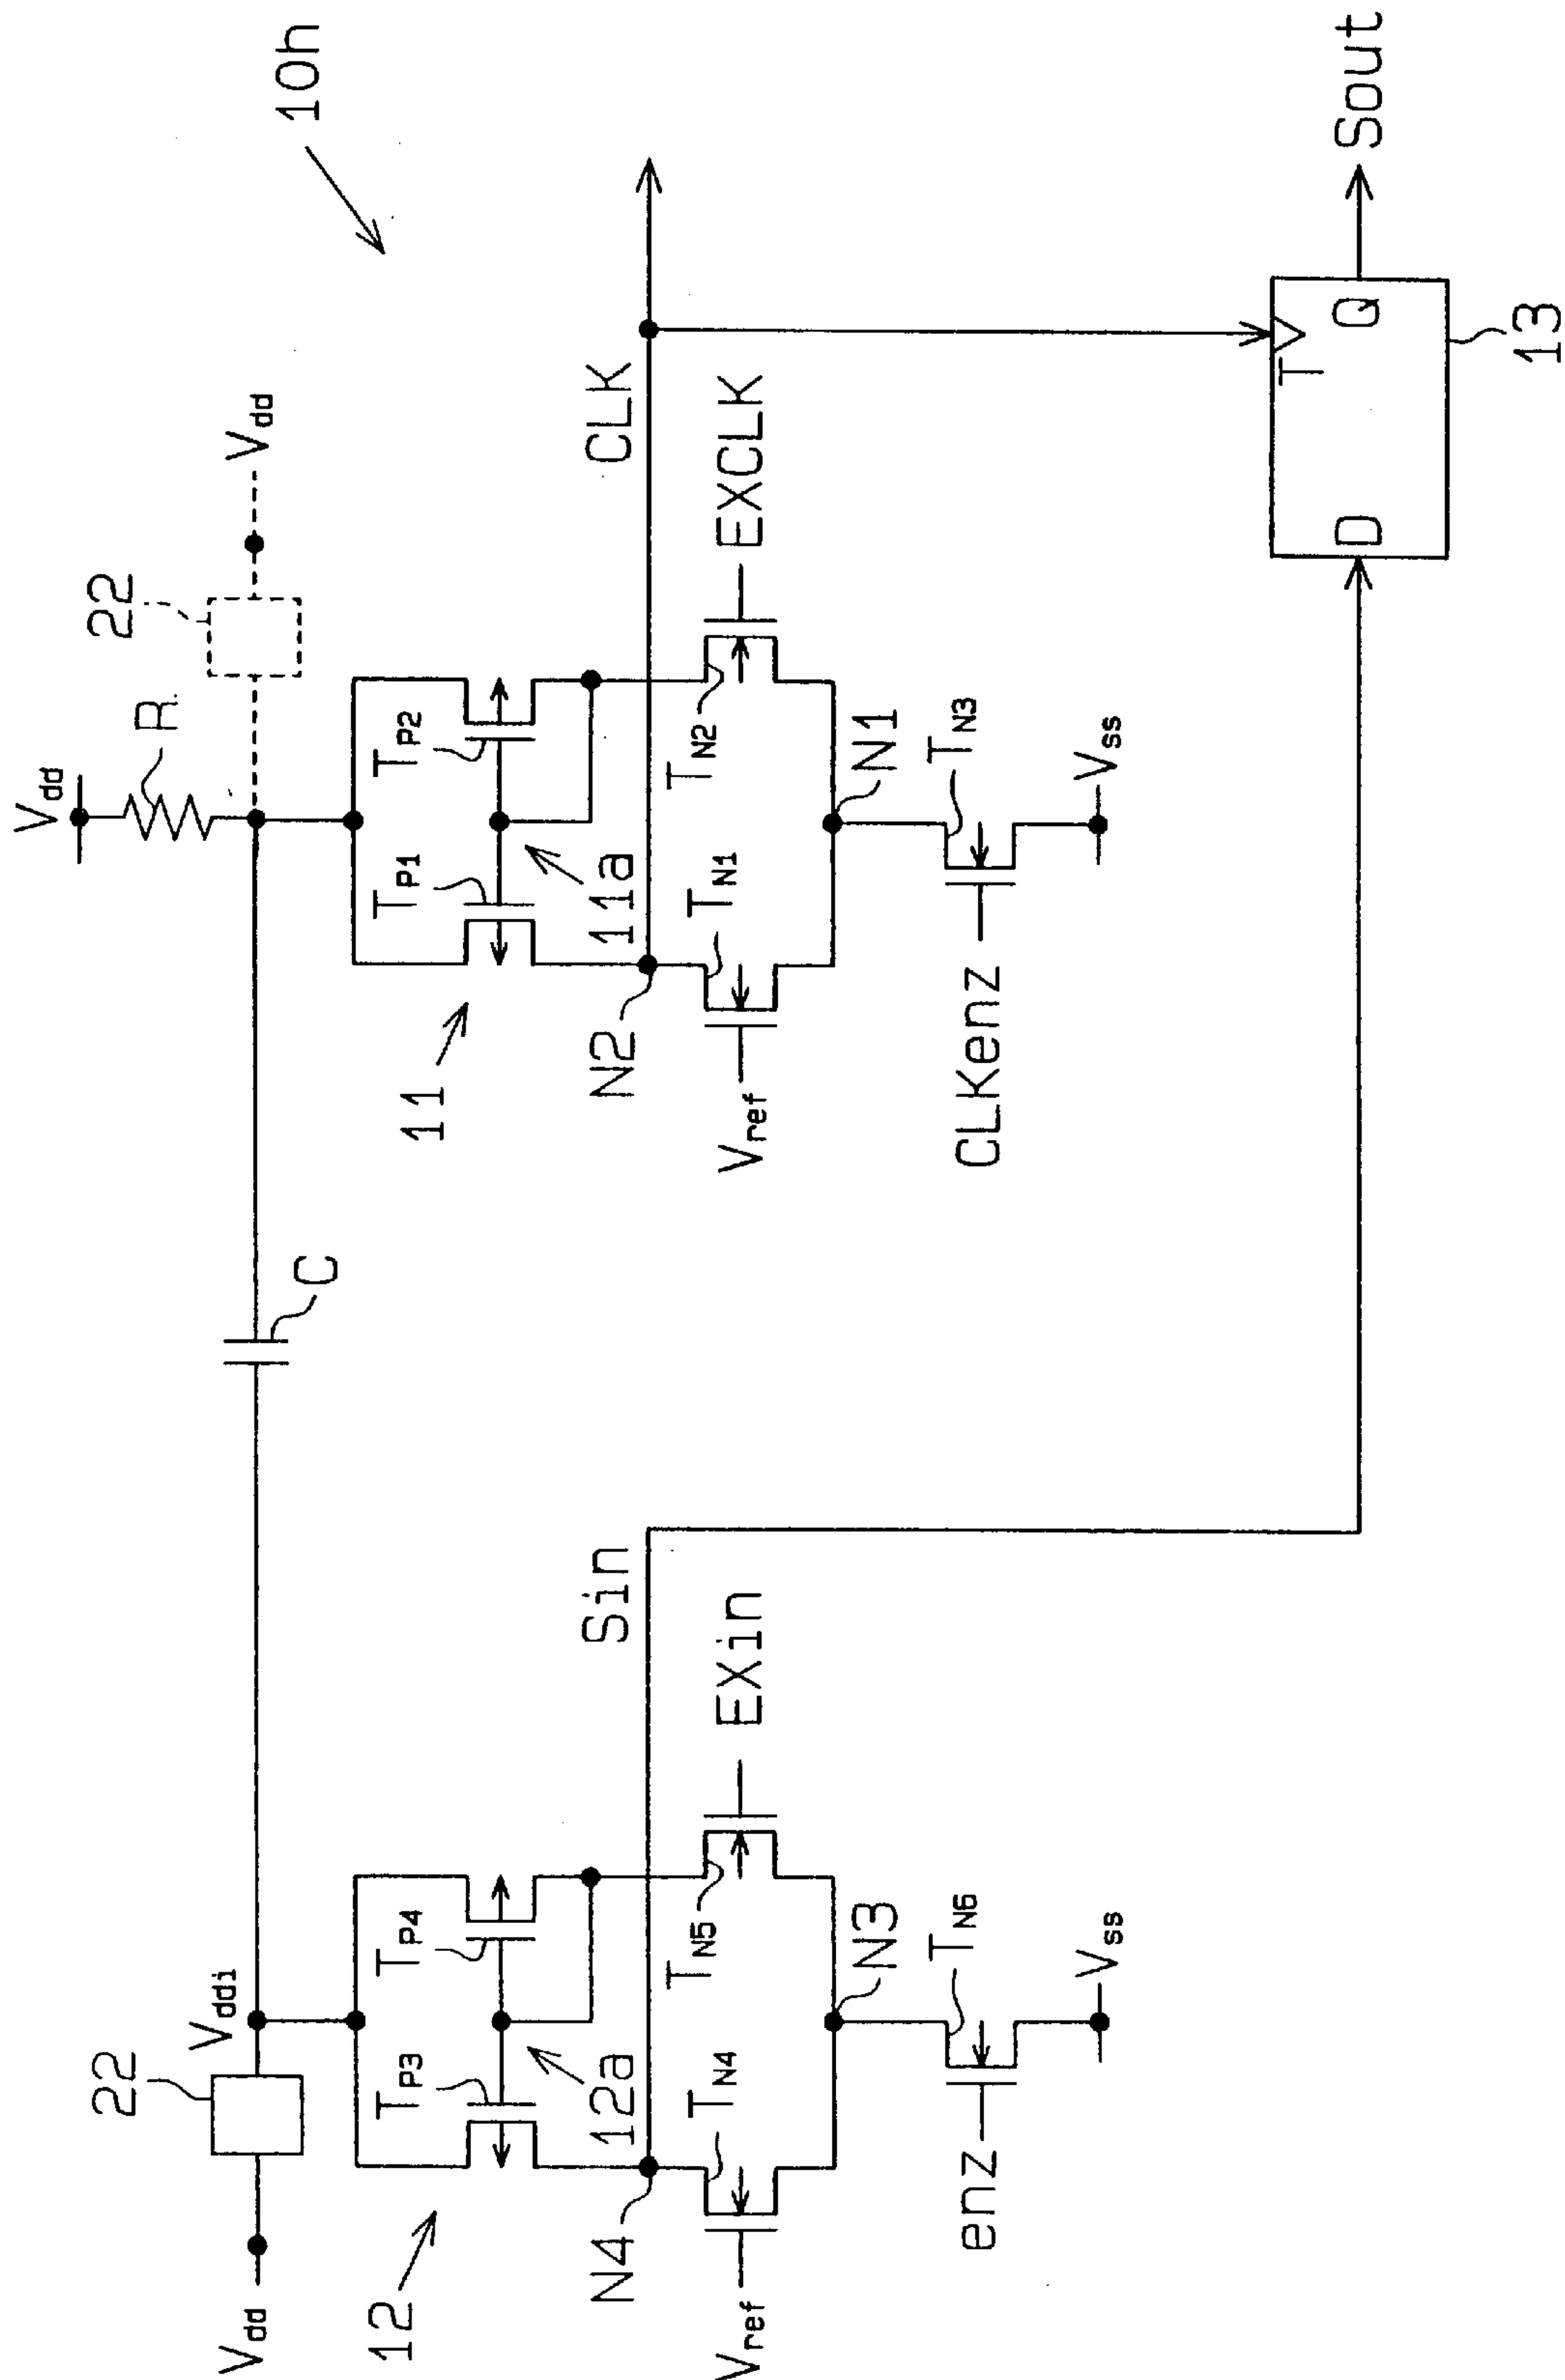 10h
Vdd
R
22
Vdd
Vddi
22
Vdd
C
TP3
TP4
TP1
TP2
12
12a
11
11a
N4
Sin
N2
CLK
TN4
TN5
TN1
TN2
Vref
EXin
Vref
EXCLK
N3
N1
enz
TN6
CLKenz
TN3
Vss
Vss
D
T
Q
Sout
13